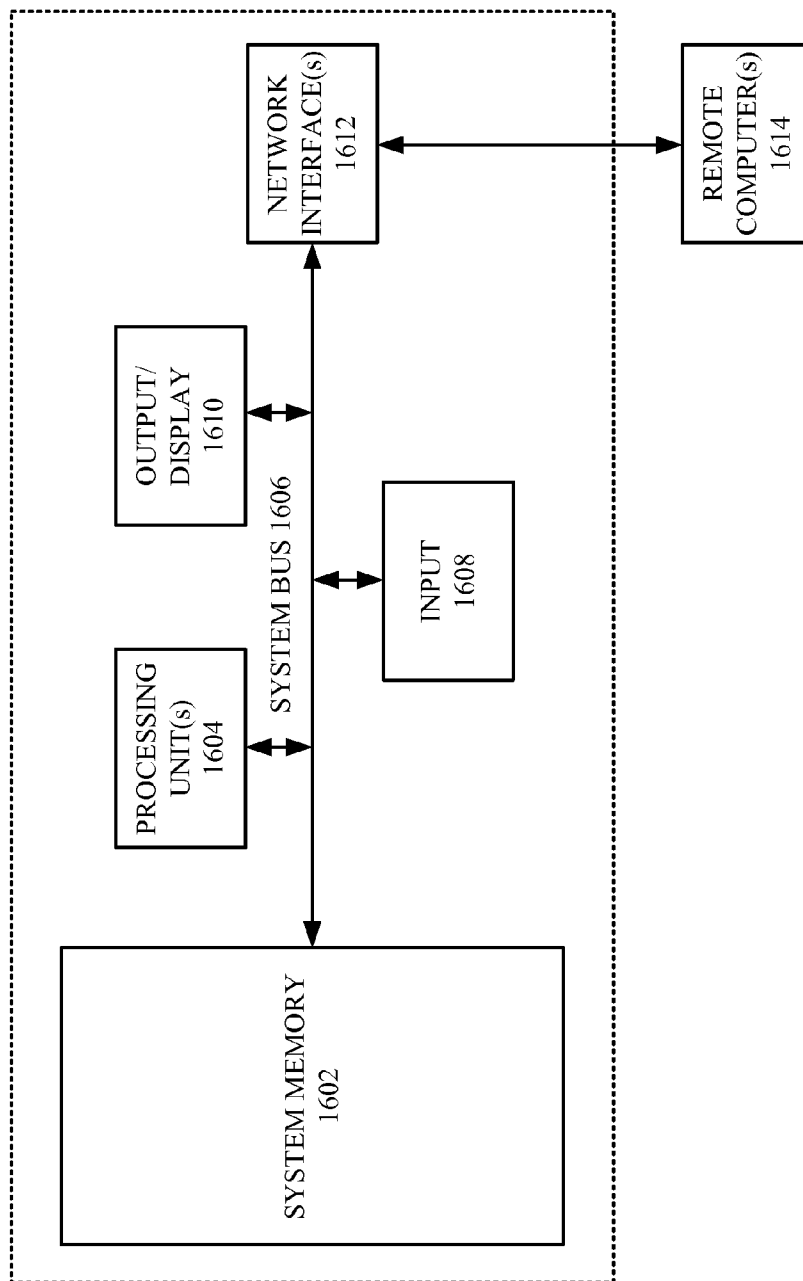 SYSTEM MEMORY
1602
PROCESSING
UNIT(s)
1604
SYSTEM BUS 1606
INPUT
1608
OUTPUT/
DISPLAY
1610
NETWORK
INTERFACE(s)
1612
REMOTE
COMPUTER(s)
1614